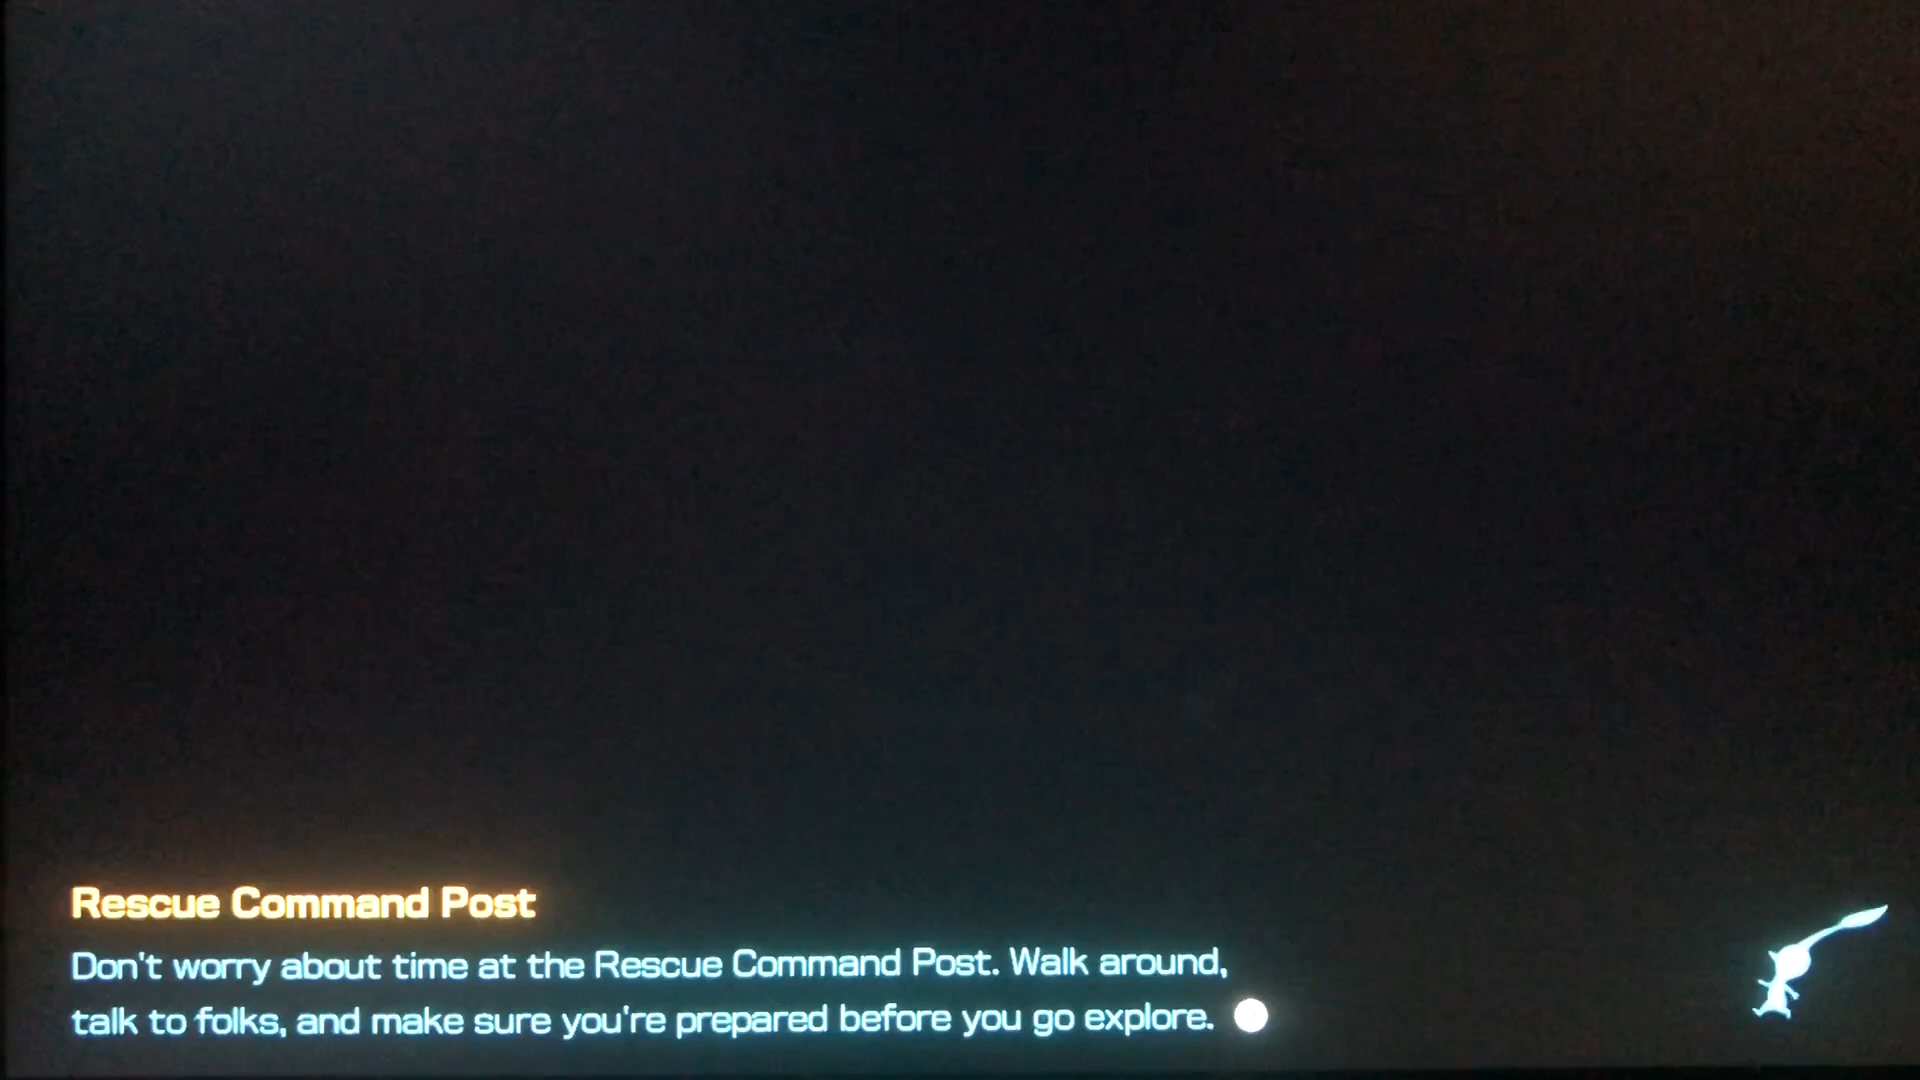 Rescue Command Post
Don't worry about time at the Rescue Command Post. Walk around,
talk to folks, and make sure you're prepared before you go explore.